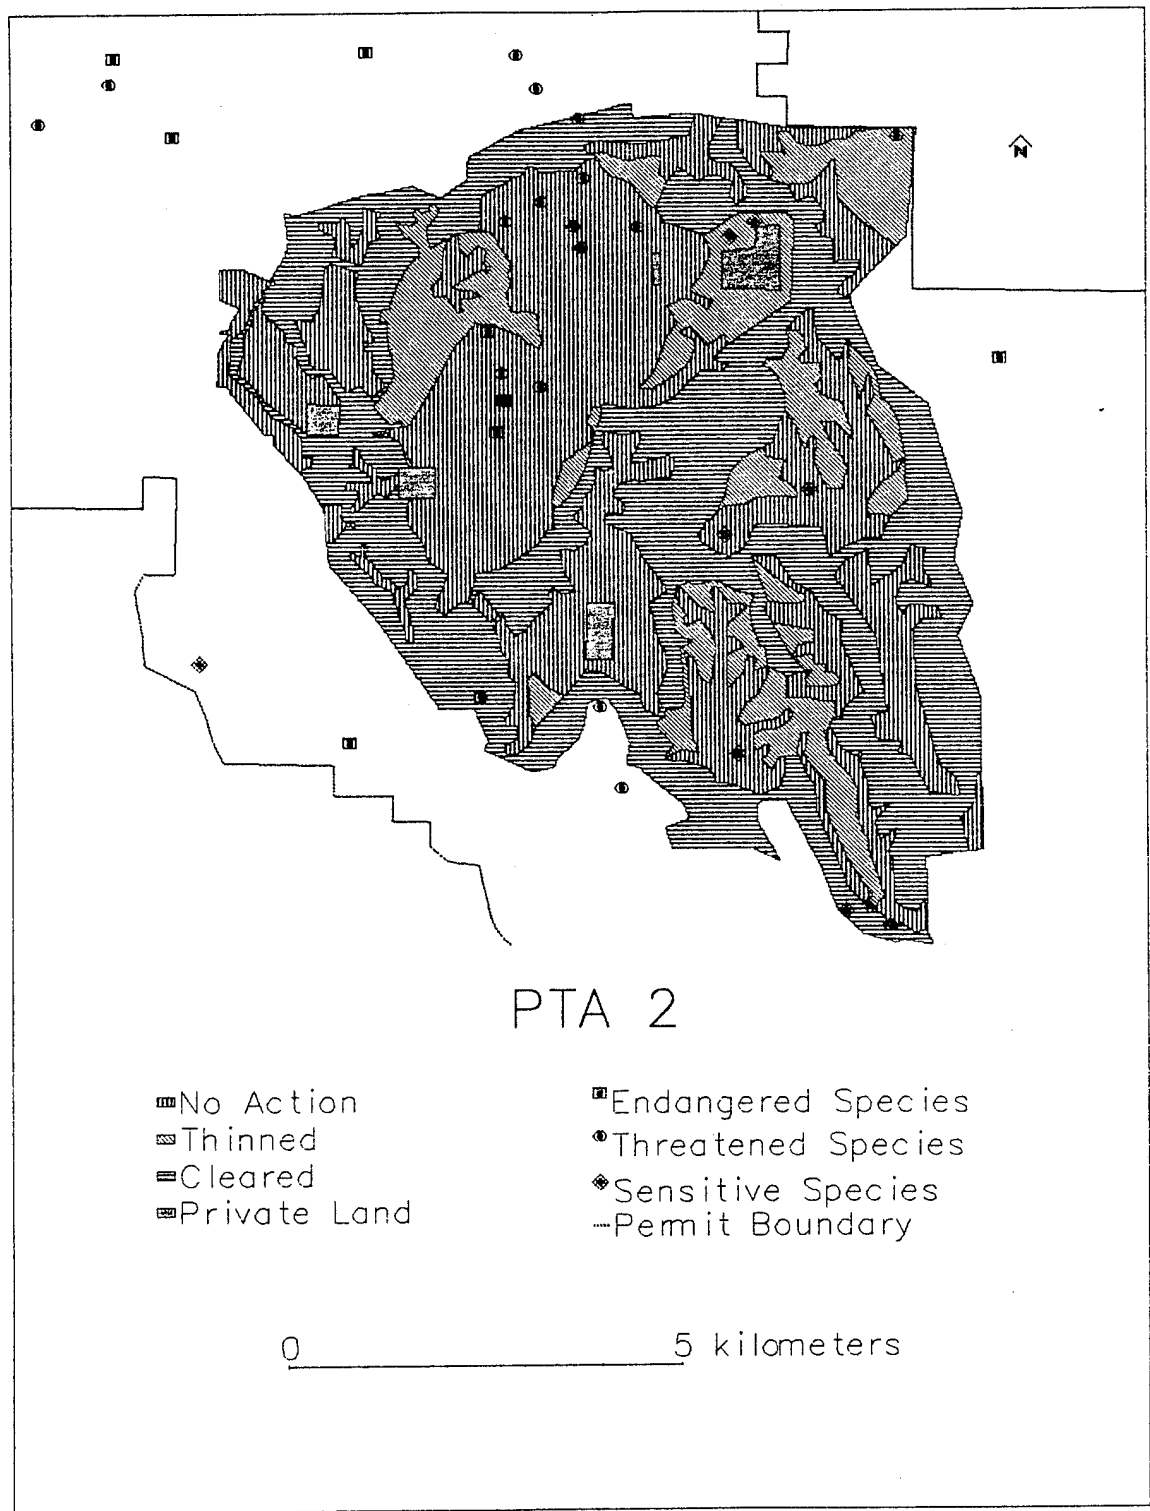 N
PTA 2
No Action
Thinned
Cleared
Private Land
Endangered Species
Threatened Species
Sensitive Species
Permit Boundary
0 5 kilometers